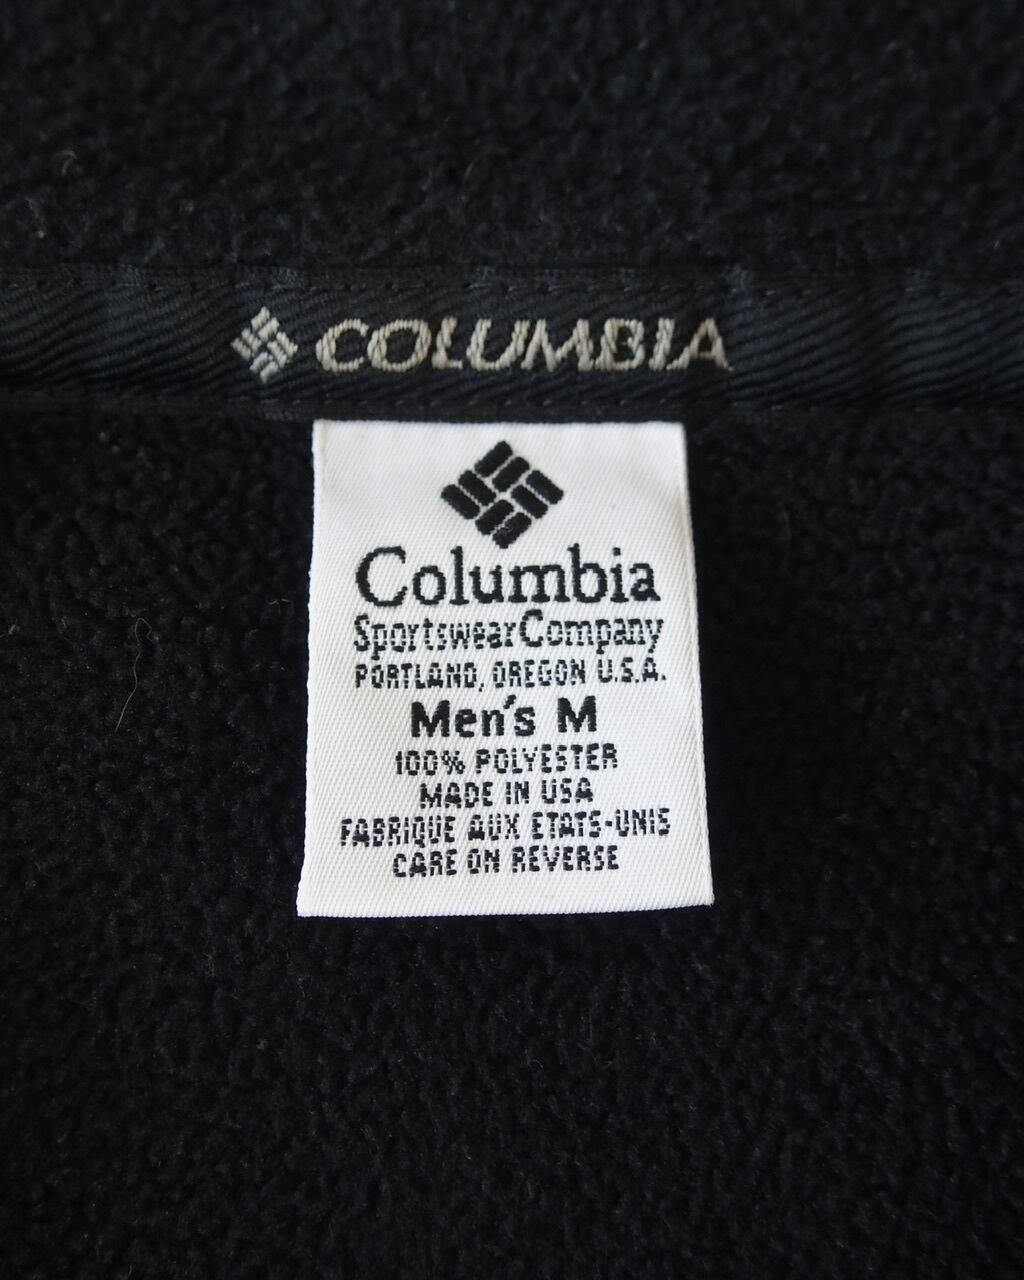 COLUMBIA
Columbia
SportswearCompany
PORTLAND, OREGON U.S.A.
Men's M
100% POLYESTER
MADE IN USA
FABRIQUE AUX ETATS-UNIS
CARE ON REVERSE